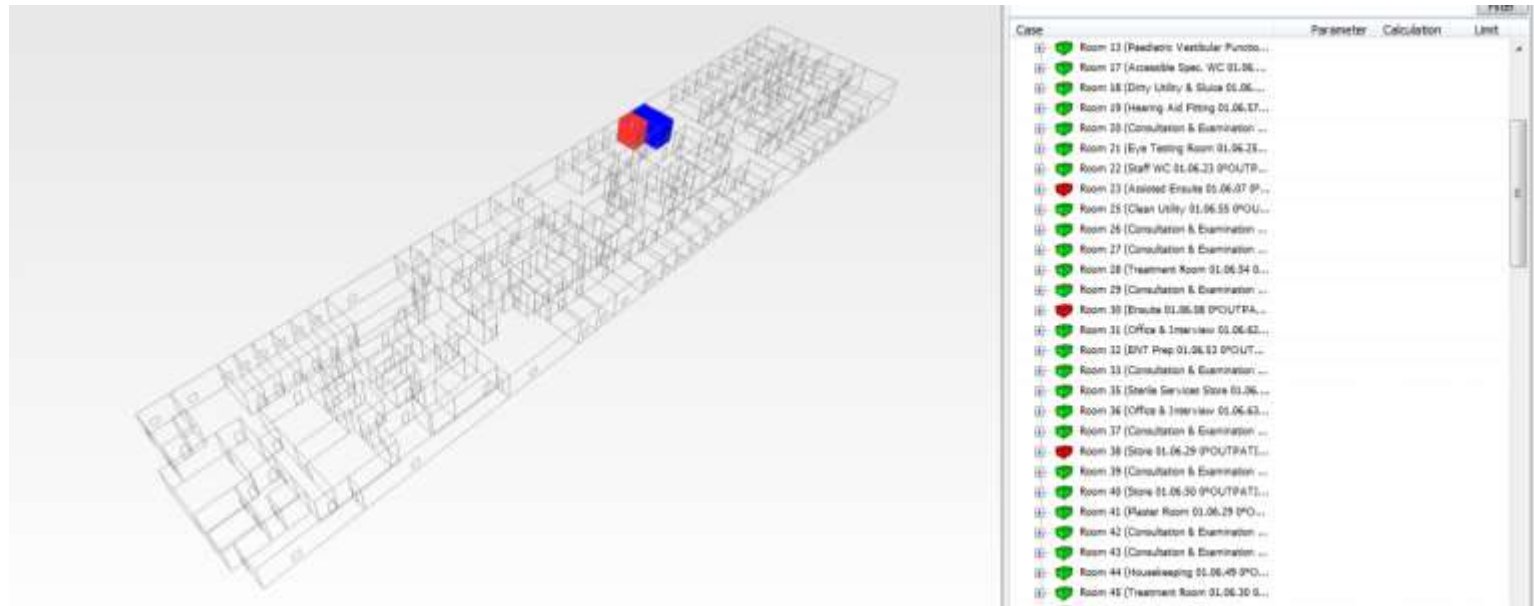 Filter
Case Parameter Calculation Limit
Room 13 (Paediatric Vestibular Functio...
Room 17 (Accessible Spec. WC 01.06....
Room 18 (Dirty Utility & Sluice 01.06....
Room 19 (Hearing Aid Fitting 01.06.57...
Room 20 (Consultation & Examination ...
Room 21 (Eye Testing Room 01.06.25...
Room 22 (Staff WC 01.06.23 0°OUTP...
Room 23 (Assisted Ensuite 01.06.07 0°...
Room 25 (Clean Utility 01.06.55 0°OU...
Room 26 (Consultation & Examination ...
Room 27 (Consultation & Examination ...
Room 28 (Treatment Room 01.06.54 0...
Room 29 (Consultation & Examination ...
Room 30 (Ensuite 01.06.08 0°OUTPA...
Room 31 (Office & Interview 01.06.62...
Room 32 (ENT Prep 01.06.53 0°OUT...
Room 33 (Consultation & Examination ...
Room 35 (Sterile Services Store 01.06....
Room 36 (Office & Interview 01.06.63...
Room 37 (Consultation & Examination ...
Room 38 (Store 01.06.29 0°OUTPATI...
Room 39 (Consultation & Examination ...
Room 40 (Store 01.06.50 0°OUTPATI...
Room 41 (Plaster Room 01.06.29 0°O...
Room 42 (Consultation & Examination ...
Room 43 (Consultation & Examination ...
Room 44 (Housekeeping 01.06.49 0°O...
Room 45 (Treatment Room 01.06.30 0...